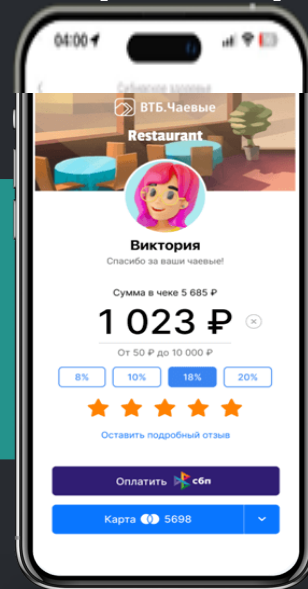 04:00
ВТБ.Чаевые
Restaurant
Виктория
Спасибо за ваши чаевые!
Сумма в чеке 5 685 ₽
1 023 ₽
От 50 ₽ до 10 000 ₽
8% 10% 18% 20%
Оставить подробный отзыв
Оплатить сбп
Карта 5698